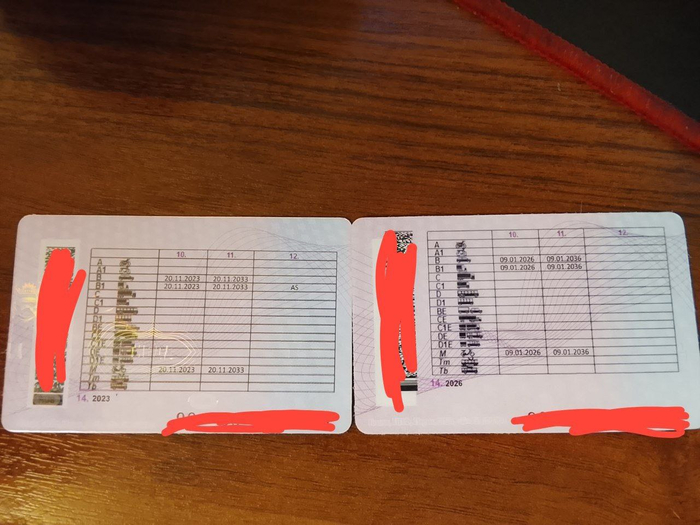 10. 11. 12.
A
A1
B 20.11.2023 20.11.2033
B1 20.11.2023 20.11.2033 AS
C
C1
D
D1
BE
CE
C1E
DE
D1E
M 20.11.2023 20.11.2033
Tm
Tb
14. 2023
10. 11. 12.
A
A1
B 09.01.2026 09.01.2036
B1 09.01.2026 09.01.2036
C
C1
D
D1
BE
CE
C1E
DE
D1E
M 09.01.2026 09.01.2036
Tm
Tb
14. 2026